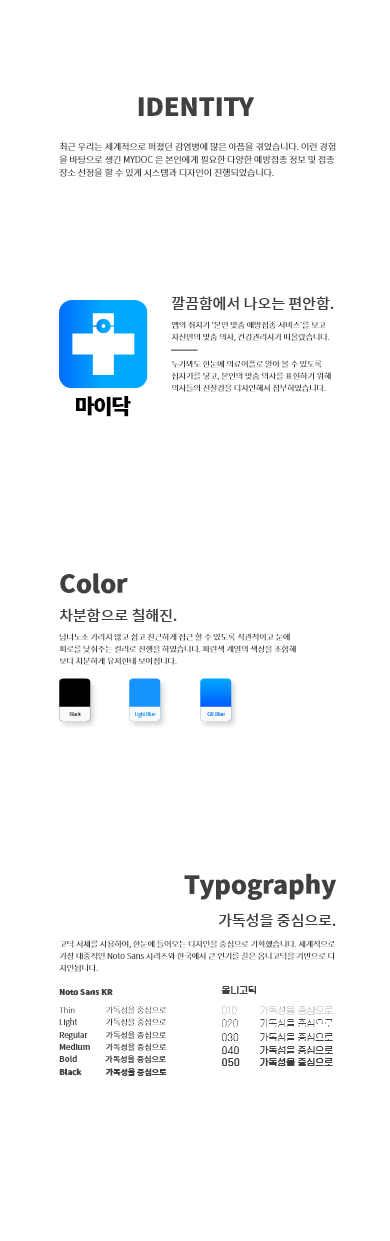 IDENTITY
최근 우리는 세계적으로 퍼졌던 감염병에 많은 아픔을 겪었습니다. 이런 경험
을 바탕으로 생긴 MYDOC 은 본인에게 필요한 다양한 예방접종 정보 및 접종
장소 선정을 할 수 있게 시스템과 디자인이 진행되었습니다.
깔끔함에서 나오는 편안함.
앱의 취지가 '본인 맞춤 예방접종 서비스'를 보고
자신만의 맞춤 의사, 건강관리사가 떠올랐습니다.
누가봐도 한눈에 의료어플로 알아 볼 수 있도록
십자가를 넣고, 본인의 맞춤 의사를 표현하기 위해
의사들의 진찰경을 디자인해서 첨부하였습니다.
마이닥
Color
차분함으로 칠해진.
남녀노소 가리지 않고 쉽고 친근하게 접근 할 수 있도록 직관적이고 눈에
피로를 낮춰주는 컬러로 진행을 하였습니다. 파란색 계열의 색상을 조합해
보다 차분하게 유저한테 보여집니다.
Black
Light Blue
GR Blue
Typography
가독성을 중심으로.
고딕 서체를 사용하여, 한눈에 들어오는 디자인을 중심으로 기획했습니다. 세계적으로
가장 대중적인 Noto Sans 시리즈와 한국에서 큰 인기를 끌은 옴니고딕을 기반으로 디
자인됩니다.
Noto Sans KR
Thin 가독성을 중심으로
Light 가독성을 중심으로
Regular 가독성을 중심으로
Medium 가독성을 중심으로
Bold 가독성을 중심으로
Black 가독성을 중심으로
옴니고딕
010 가독성을 중심으로
020 가독성을 중심으로
030 가독성을 중심으로
040 가독성을 중심으로
050 가독성을 중심으로